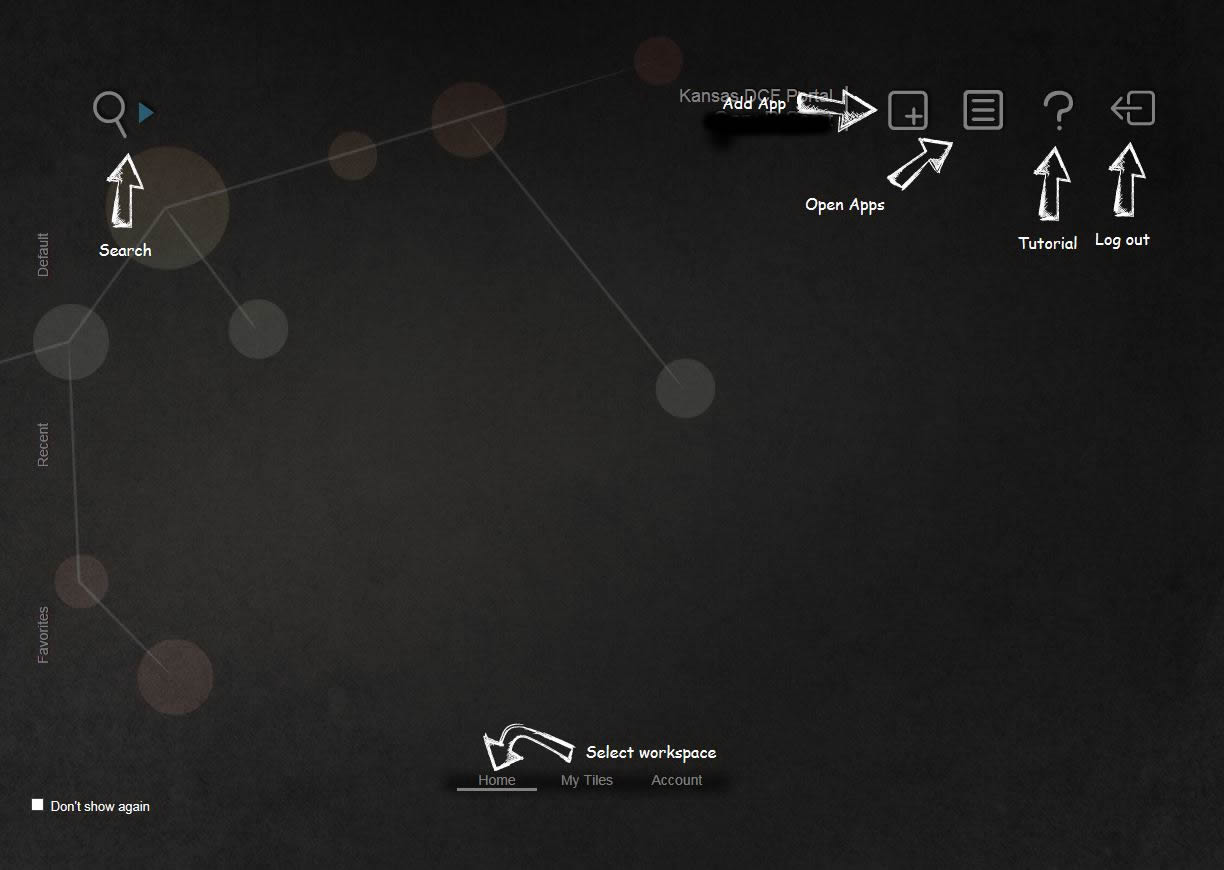 Kansas DCF Portal
Add App
Open Apps
Search
Tutorial
Log out
Default
Recent
Favorites
Select workspace
Home
My Tiles
Account
Don't show again